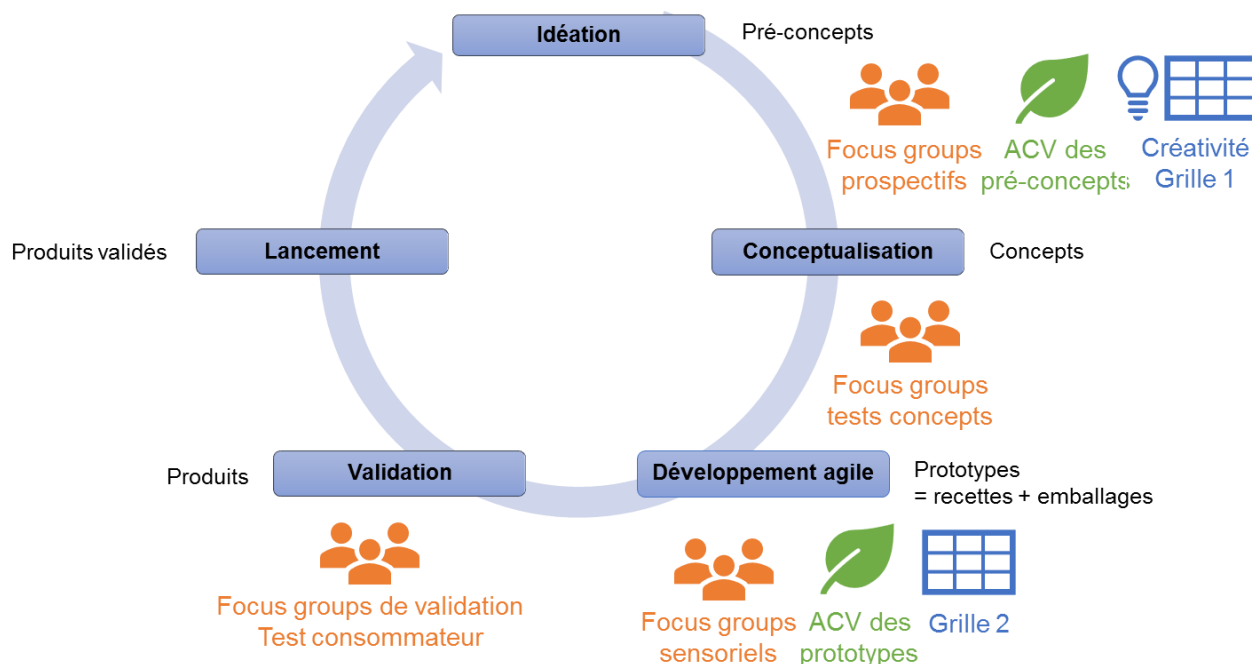 Idéation
Pré-concepts
Focus groups
prospectifs
ACV des
pré-concepts
Créativité
Grille 1
Lancement
Produits validés
Conceptualisation
Concepts
Focus groups
tests concepts
Validation
Produits
Développement agile
Prototypes
= recettes + emballages
Focus groups de validation
Test consommateur
Focus groups
sensoriels
ACV des
prototypes
Grille 2